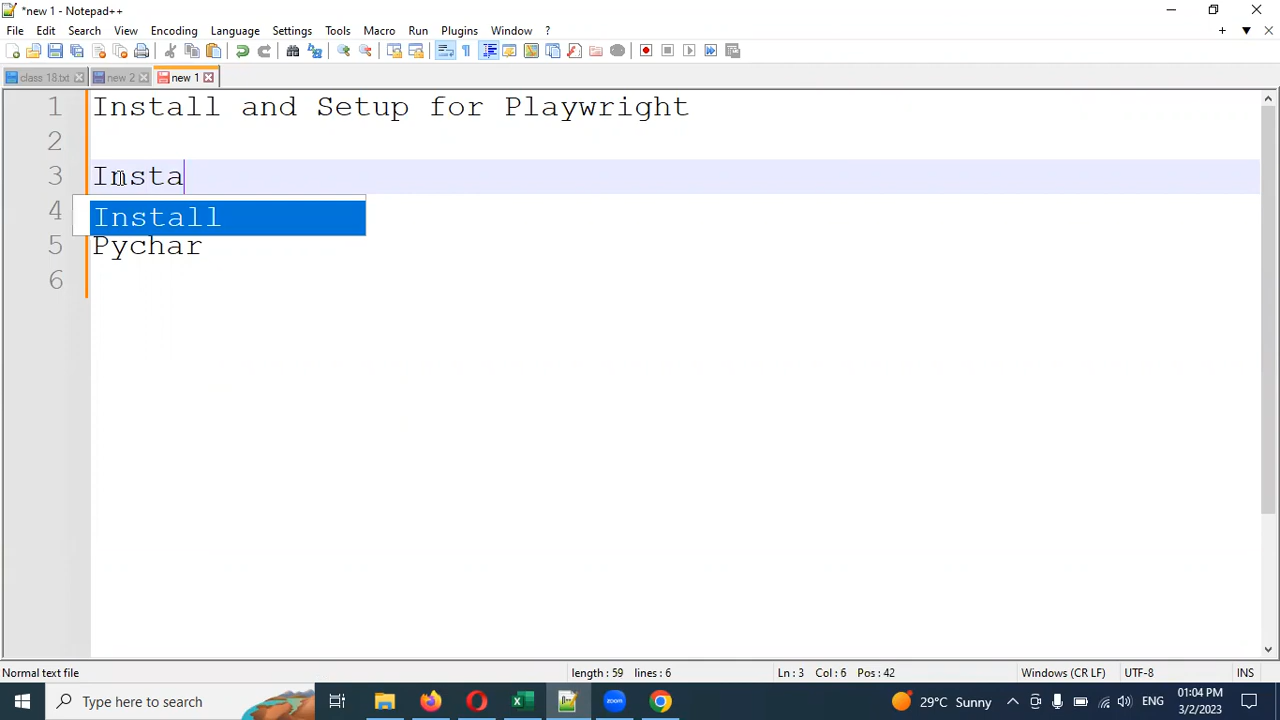 *new 1 - Notepad++
File Edit Search View Encoding Language Settings Tools Macro Run Plugins Window ?
class 18.txt new 2 new 1
1 Install and Setup for Playwright
2
3 Insta
4 Install
5 Pychar
6
Normal text file length : 59 lines : 6 Ln : 3 Col : 6 Pos : 42 Windows (CR LF) UTF-8 INS
Type here to search zoom 29°C Sunny ENG 01:04 PM 3/2/2023